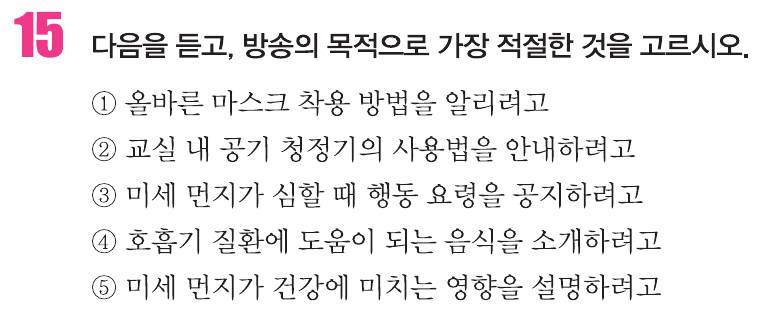 15 다음을 듣고, 방송의 목적으로 가장 적절한 것을 고르시오.
① 올바른 마스크 착용 방법을 알리려고
② 교실 내 공기 청정기의 사용법을 안내하려고
③ 미세 먼지가 심할 때 행동 요령을 공지하려고
④ 호흡기 질환에 도움이 되는 음식을 소개하려고
⑤ 미세 먼지가 건강에 미치는 영향을 설명하려고